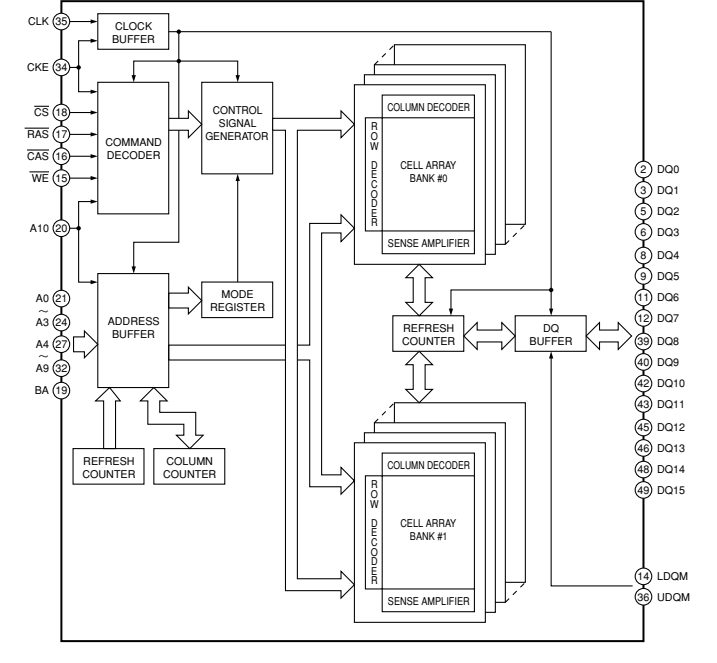 CLK 35
CLOCK
BUFFER
CKE 34
CS 18
RAS 17
CAS 16
WE 15
COMMAND
DECODER
CONTROL
SIGNAL
GENERATOR
A10 20
A0 21
~
A3 24
A4 27
~
A9 32
BA 19
ADDRESS
BUFFER
MODE
REGISTER
REFRESH
COUNTER
COLUMN
COUNTER
COLUMN DECODER
ROW DECODER
CELL ARRAY
BANK #0
SENSE AMPLIFIER
REFRESH
COUNTER
DQ
BUFFER
COLUMN DECODER
ROW DECODER
CELL ARRAY
BANK #1
SENSE AMPLIFIER
2 DQ0
3 DQ1
5 DQ2
6 DQ3
8 DQ4
9 DQ5
11 DQ6
12 DQ7
39 DQ8
40 DQ9
42 DQ10
43 DQ11
45 DQ12
46 DQ13
48 DQ14
49 DQ15
14 LDQM
36 UDQM